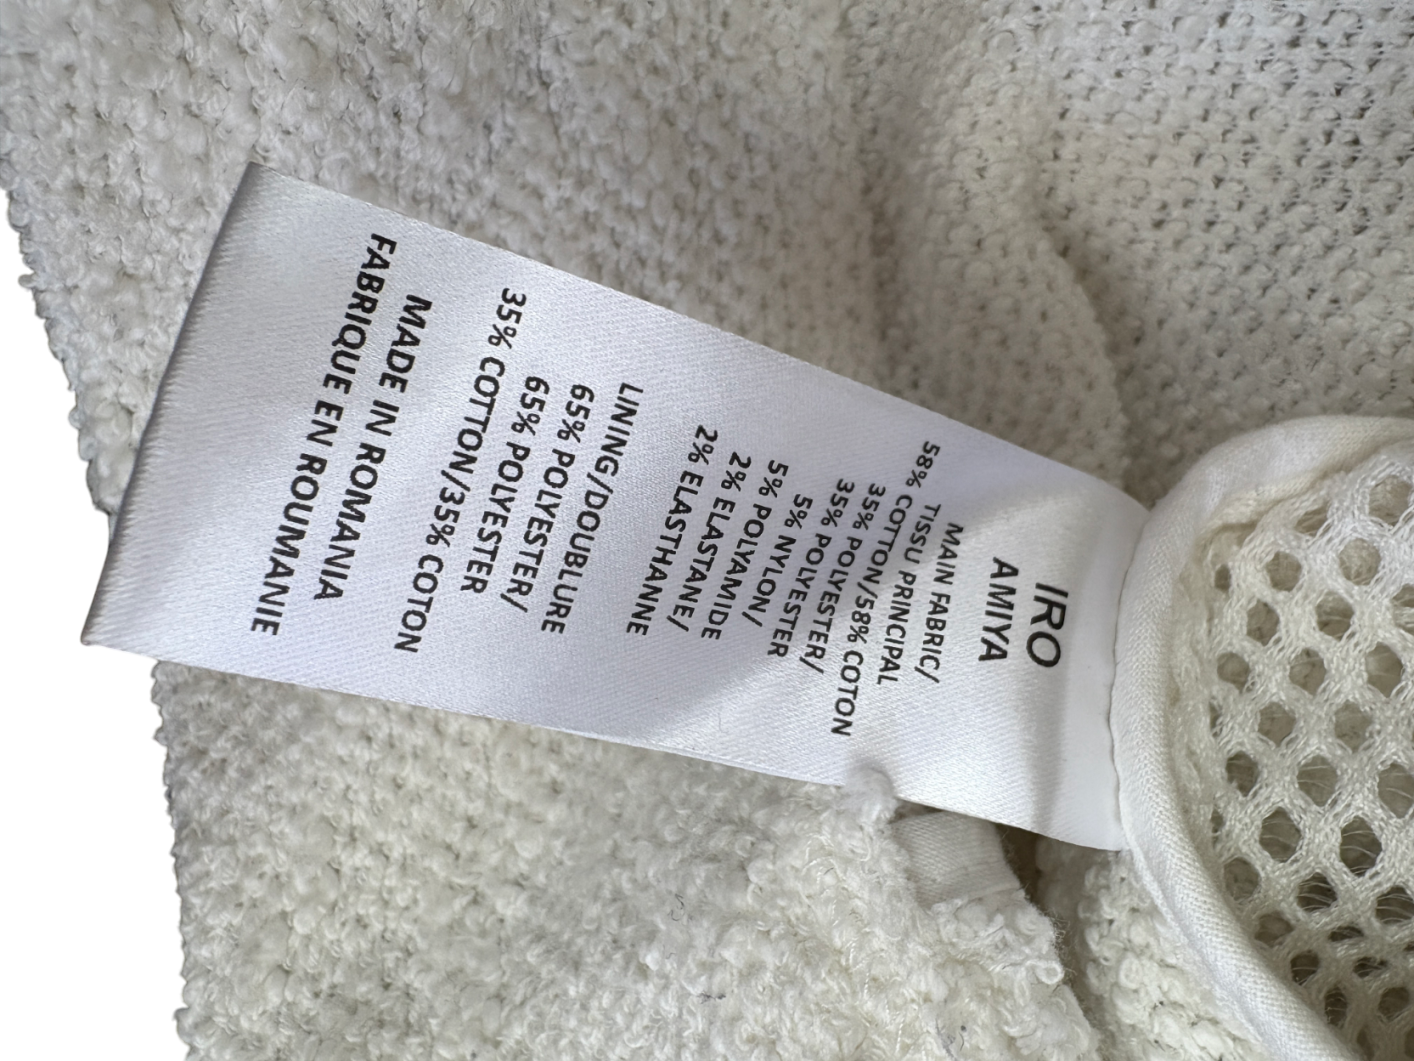 IRO
AMIYA
MAIN FABRIC/
TISSU PRINCIPAL
58% COTTON/58% COTON
35% POLYESTER/
35% POLYESTER
5% NYLON/
5% POLYAMIDE
2% ELASTANE/
2% ELASTHANNE
LINING/DOUBLURE
65% POLYESTER/
65% POLYESTER
35% COTTON/35% COTON
MADE IN ROMANIA
FABRIQUE EN ROUMANIE